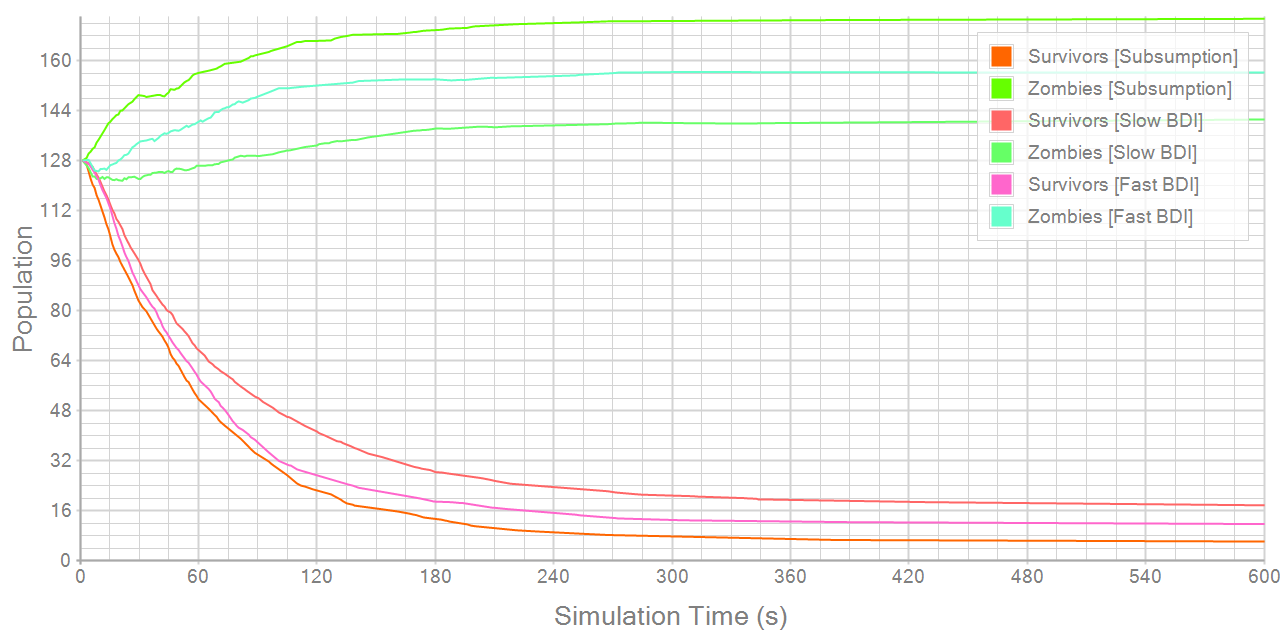 160
144
128
112
96
80
64
48
32
16
0
Population
0 60 120 180 240 300 360 420 480 540 600
Simulation Time (s)
Survivors [Subsumption]
Zombies [Subsumption]
Survivors [Slow BDI]
Zombies [Slow BDI]
Survivors [Fast BDI]
Zombies [Fast BDI]